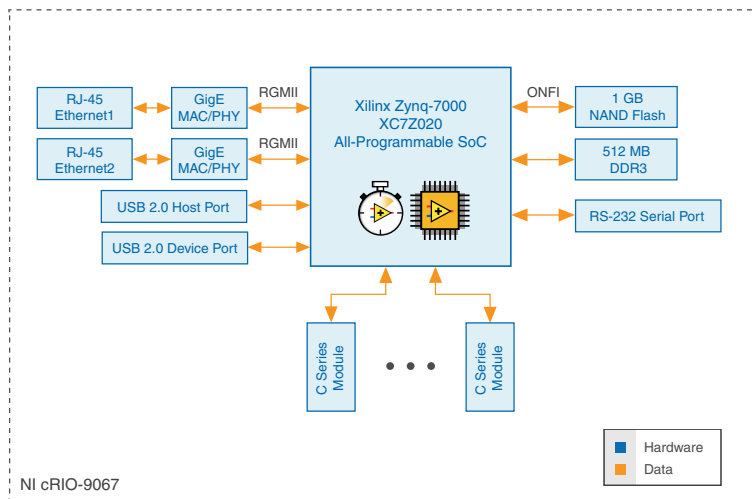 RJ-45
Ethernet1
GigE
MAC/PHY
RGMII
Xilinx Zynq-7000
XC7Z020
All-Programmable SoC
ONFI
1 GB
NAND Flash
RJ-45
Ethernet2
GigE
MAC/PHY
RGMII
512 MB
DDR3
USB 2.0 Host Port
RS-232 Serial Port
USB 2.0 Device Port
C Series
Module
C Series
Module
Hardware
Data
NI cRIO-9067